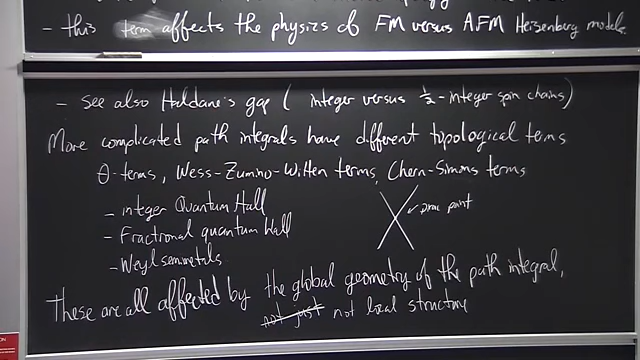 - this term affects the physics of FM versus AFM Heisenberg models
- see also Haldane's gap ( integer versus 1/2-integer spin chains)
More complicated path integrals have different topological terms
θ-terms, Wess-Zumino-Witten terms, Chern-Simons terms
- integer Quantum Hall
- Fractional quantum Hall
- Weyl semimetals
Dirac point
These are all affected by the global geometry of the path integral,
not just not local structure